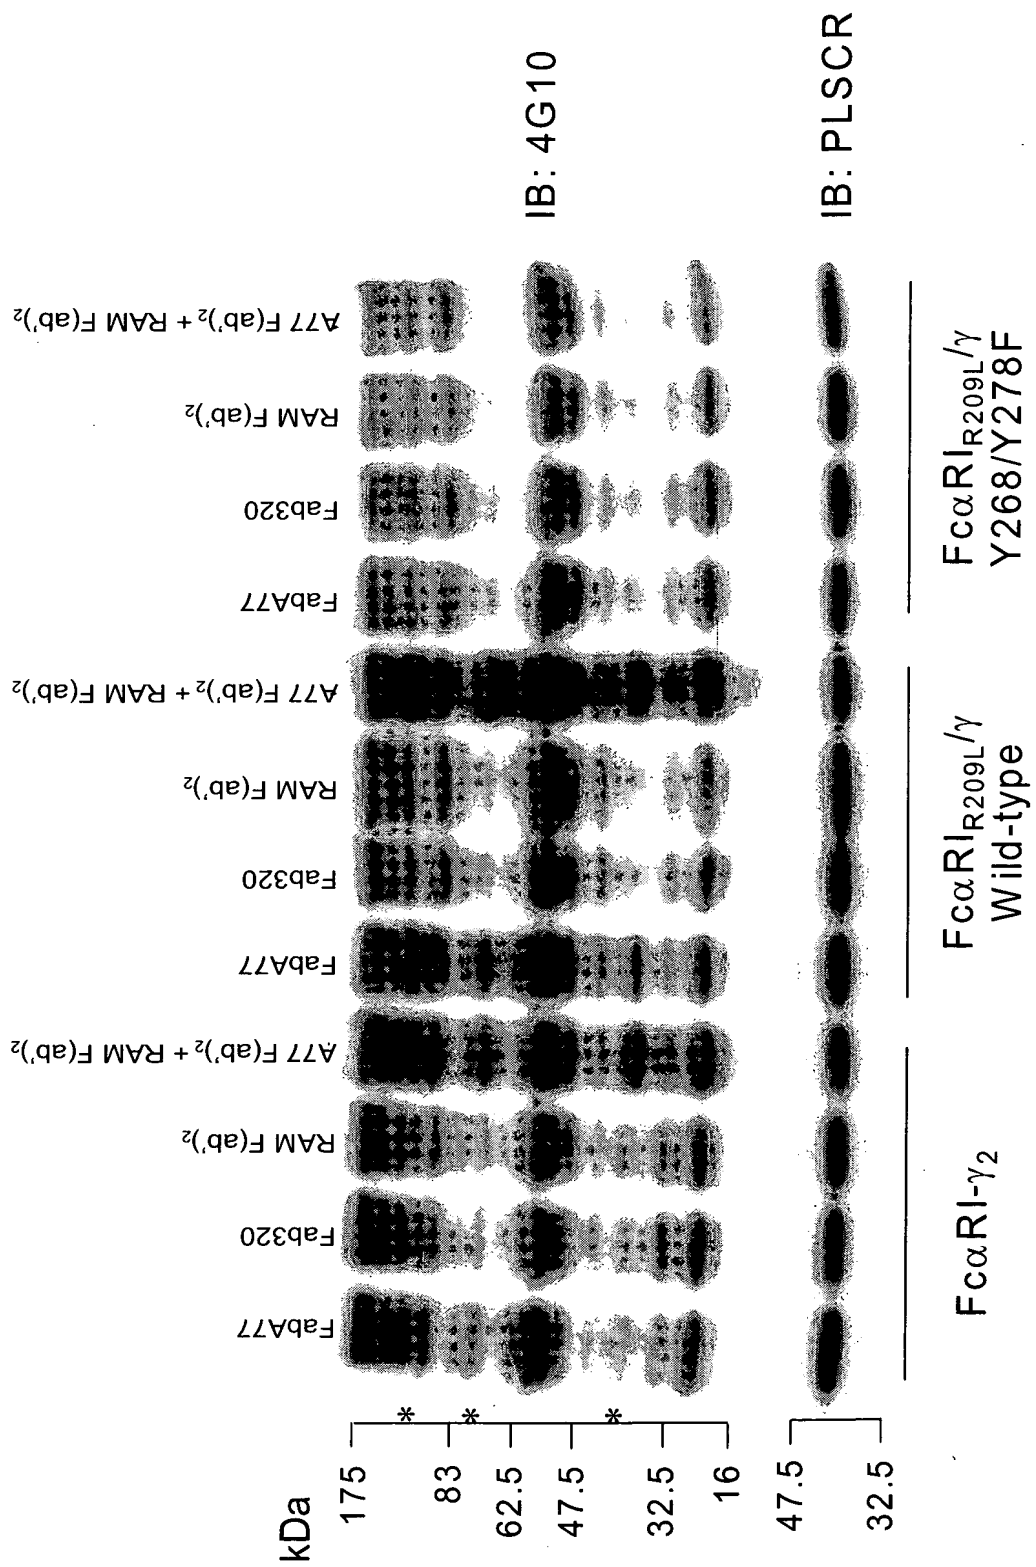 kDa
175
83
62.5
47.5
32.5
16
47.5
32.5
*
*
*
FabA77
Fab320
RAM F(ab')₂
A77 F(ab')₂ + RAM F(ab')₂
FabA77
Fab320
RAM F(ab')₂
A77 F(ab')₂ + RAM F(ab')₂
FabA77
Fab320
RAM F(ab')₂
A77 F(ab')₂ + RAM F(ab')₂
IB: 4G10
IB: PLSCR
FcαRI-γ₂
FcαRI_R209L/γ
Wild-type
FcαRI_R209L/γ
Y268/Y278F